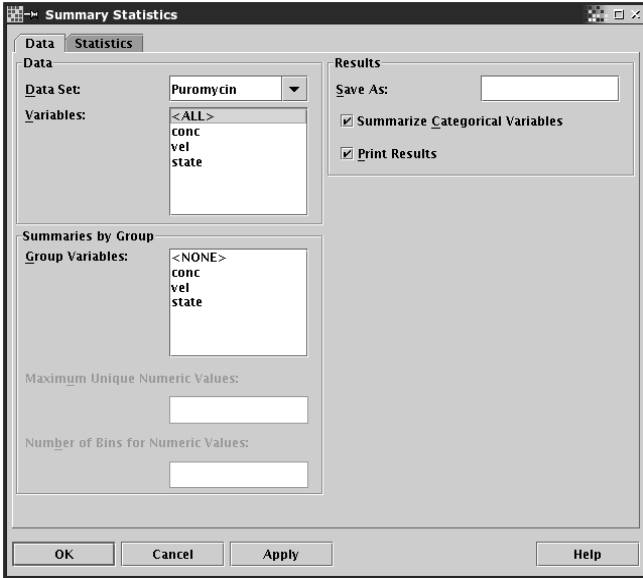 Summary Statistics
Data Statistics
Data
Data Set: Puromycin
Variables: <ALL>
conc
vel
state
Summaries by Group
Group Variables: <NONE>
conc
vel
state
Maximum Unique Numeric Values:
Number of Bins for Numeric Values:
Results
Save As:
Summarize Categorical Variables
Print Results
OK Cancel Apply Help